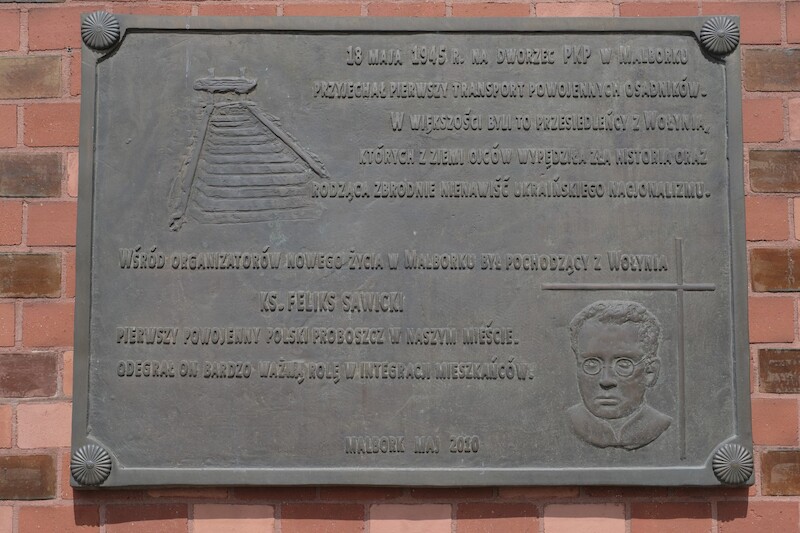 18 MAJA 1945 R. NA DWORZEC PKP W MALBORKU
PRZYJECHAŁ PIERWSZY TRANSPORT POWOJENNYCH OSADNIKÓW.
W WIĘKSZOŚCI BYLI TO PRZESIEDLEŃCY Z WOŁYNIA,
KTÓRYCH Z ZIEMI OJCÓW WYPĘDZIŁA ZŁA HISTORIA ORAZ
RODZĄCA ZBRODNIE NIENAWIŚĆ UKRAIŃSKIEGO NACJONALIZMU.
WŚRÓD ORGANIZATORÓW NOWEGO ŻYCIA W MALBORKU BYŁ POCHODZĄCY Z WOŁYNIA
KS. FELIKS SAWICKI
PIERWSZY POWOJENNY POLSKI PROBOSZCZ W NASZYM MIEŚCIE.
ODEGRAŁ ON BARDZO WAŻNĄ ROLĘ W INTEGRACJI MIESZKAŃCÓW.
MALBORK MAJ 2010